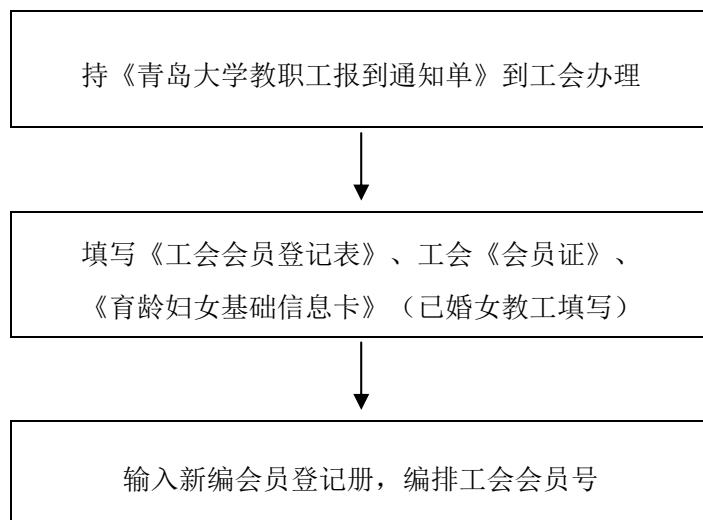 持《青岛大学教职工报到通知单》到工会办理
填写《工会会员登记表》、工会《会员证》、
《育龄妇女基础信息卡》（已婚女教工填写）
输入新编会员登记册，编排工会会员号